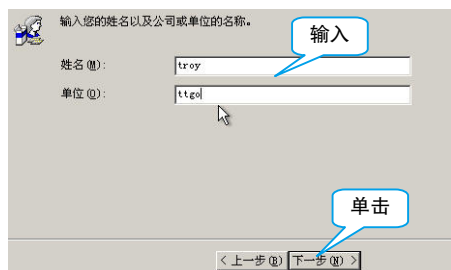 输入您的姓名以及公司或单位的名称。
输入
姓名(M): troy
单位(O): ttgo
单击
<上一步(B) 下一步(N)>